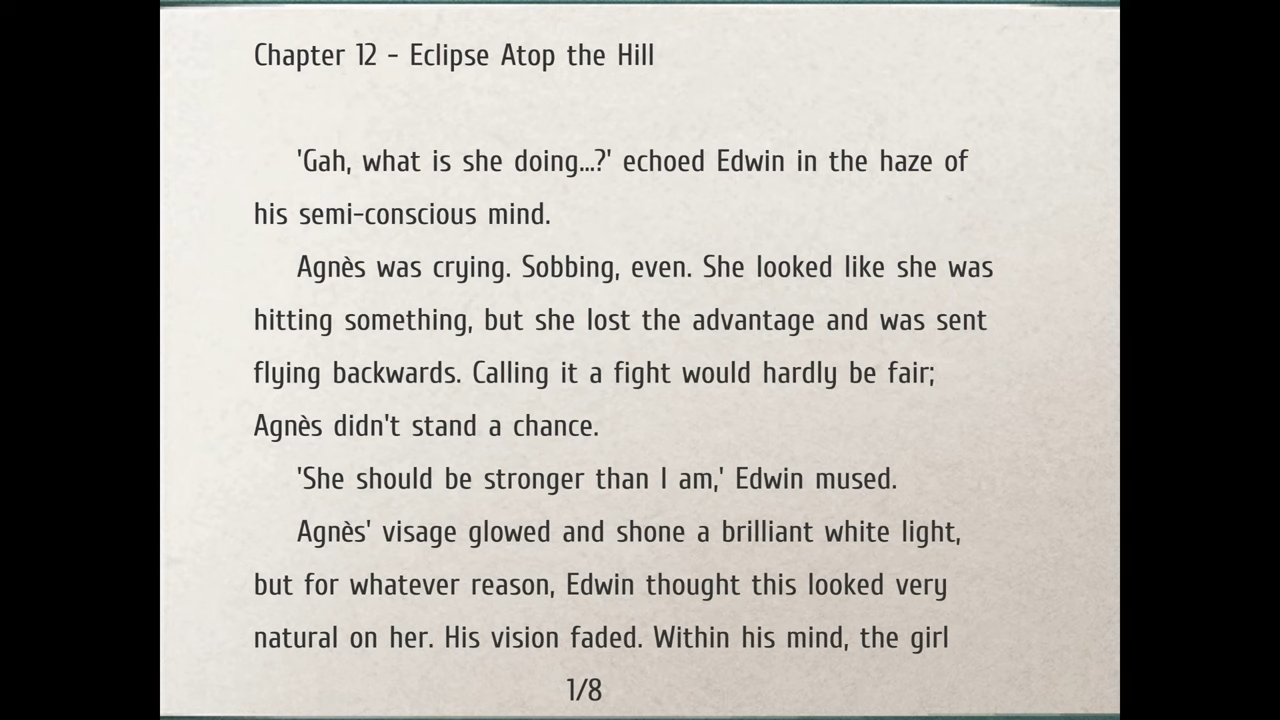 Chapter 12 - Eclipse Atop the Hill
'Gah, what is she doing...?' echoed Edwin in the haze of
his semi-conscious mind.
Agnès was crying. Sobbing, even. She looked like she was
hitting something, but she lost the advantage and was sent
flying backwards. Calling it a fight would hardly be fair;
Agnès didn't stand a chance.
'She should be stronger than I am,' Edwin mused.
Agnès' visage glowed and shone a brilliant white light,
but for whatever reason, Edwin thought this looked very
natural on her. His vision faded. Within his mind, the girl
1/8